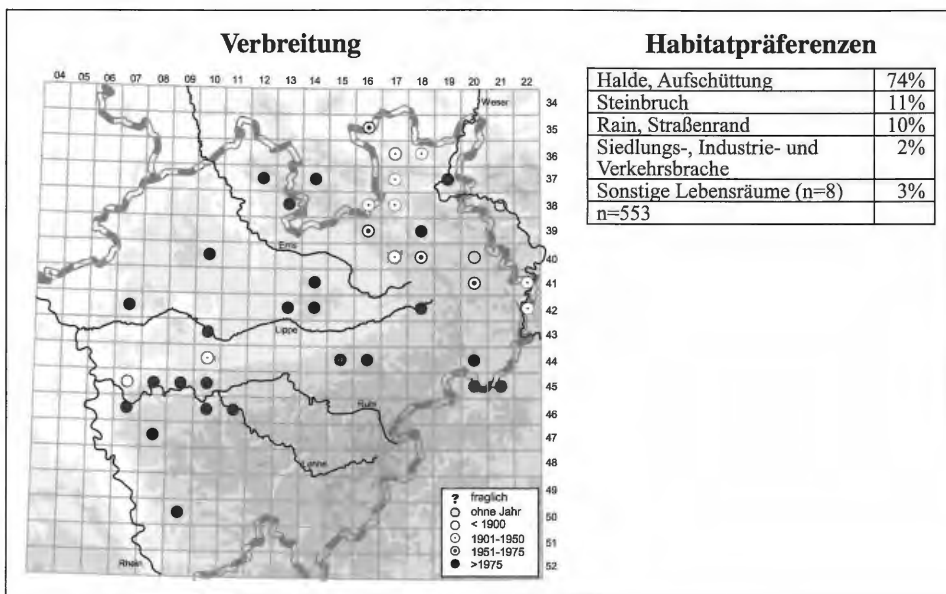 Verbreitung
04 05 06 07 08 09 10 11 12 13 14 15 16 17 18 19 20 21 22
34
35
36
37
38
39
40
41
42
43
44
45
46
47
48
49
50
51
52
Weser
Ems
Lippe
Ruhr
Lenne
Rhein
? fraglich
ohne Jahr
< 1900
1901-1950
1951-1975
>1975
Habitatpräferenzen
Halde, Aufschüttung 74%
Steinbruch 11%
Rain, Straßenrand 10%
Siedlungs-, Industrie- und 2%
Verkehrsbrache
Sonstige Lebensräume (n=8) 3%
n=553